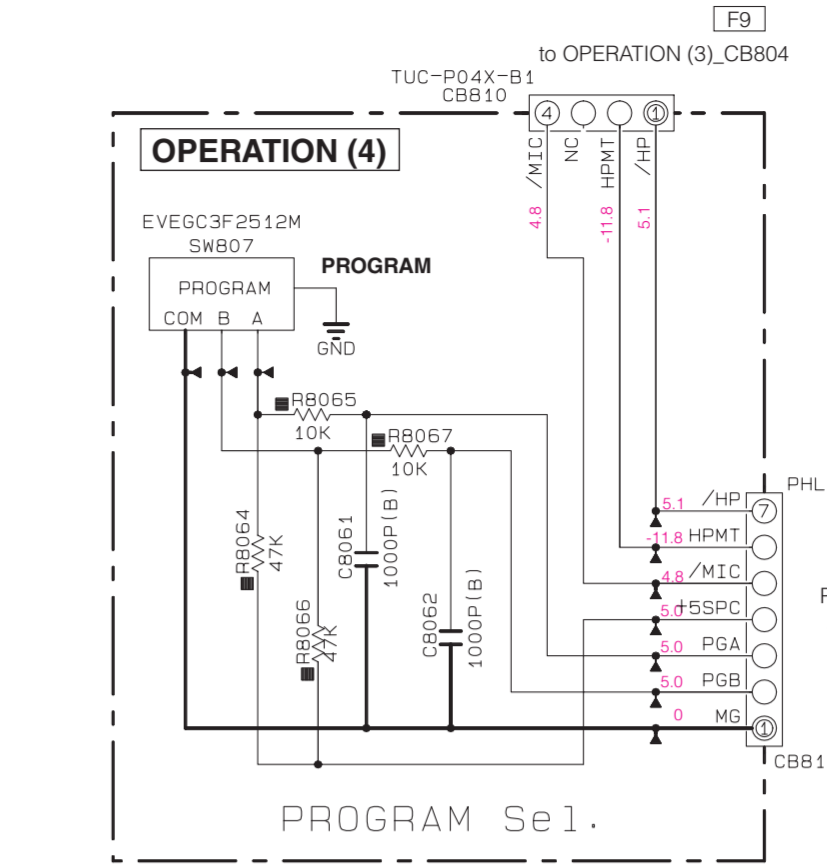 F9
to OPERATION (3)_CB804
TUC-P04X-B1
CB810
4
1
OPERATION (4)
/MIC
NC
HPMT
/HP
4.8
-11.8
5.1
EVEGC3F2512M
SW807
PROGRAM
PROGRAM
COM B A
GND
R8065
10K
R8067
10K
R8064
47K
R8066
47K
C8061
1000P(B)
C8062
1000P(B)
PHL
5.1 /HP 7
-11.8 HPMT
4.8 /MIC
5.0 +5SPC
5.0 PGA
5.0 PGB
0 MG 1
CB81
PROGRAM Sel.